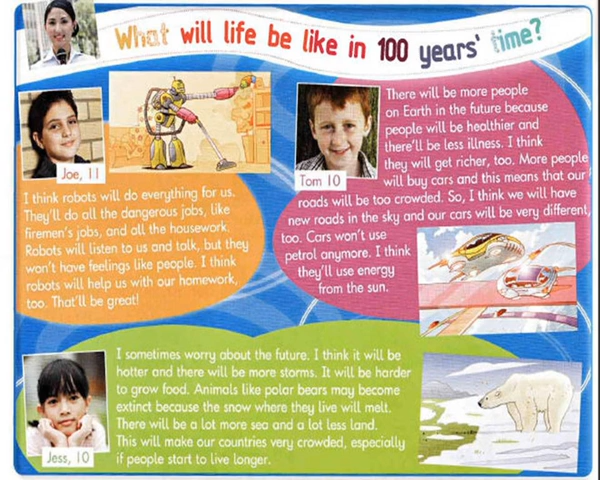 What will life be like in 100 years' time?
Joe, 11
I think robots will do everything for us.
They'll do all the dangerous jobs, like
firemen's jobs, and all the housework.
Robots will listen to us and talk, but they
won't have feelings like people. I think
robots will help us with our homework,
too. That'll be great!
Tom 10
There will be more people
on Earth in the future because
people will be healthier and
there'll be less illness. I think
they will get richer, too. More people
will buy cars and this means that our
roads will be too crowded. So, I think we will have
new roads in the sky and our cars will be very different,
too. Cars won't use
petrol anymore. I think
they'll use energy
from the sun.
Jess, 10
I sometimes worry about the future. I think it will be
hotter and there will be more storms. It will be harder
to grow food. Animals like polar bears may become
extinct because the snow where they live will melt.
There will be a lot more sea and a lot less land.
This will make our countries very crowded, especially
if people start to live longer.